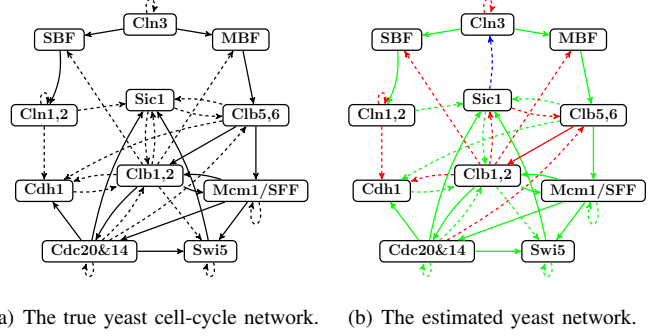 Cln3
SBF
MBF
Sic1
Cln1,2
Clb5,6
Clb1,2
Cdh1
Mcm1/SFF
Cdc20&14
Swi5
Cln3
SBF
MBF
Sic1
Cln1,2
Clb5,6
Clb1,2
Cdh1
Mcm1/SFF
Cdc20&14
Swi5
a) The true yeast cell-cycle network.
(b) The estimated yeast network.